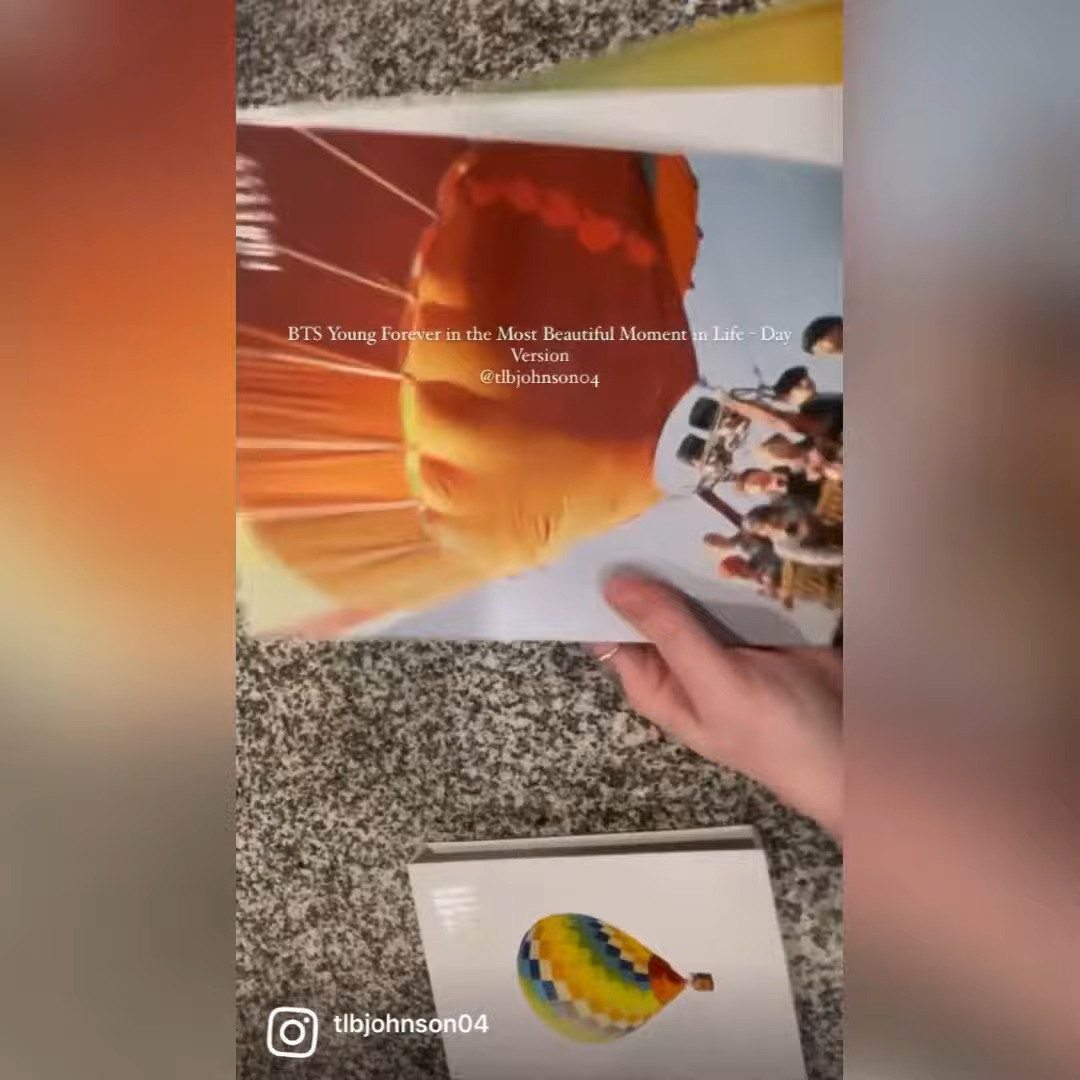 BTS Young Forever in the Most Beautiful Moment in Life - Day
Version
@tlbjohnson04
tlbjohnson04